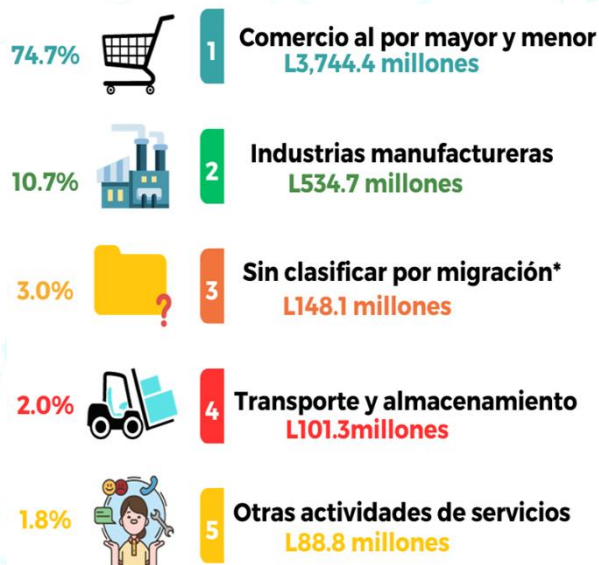 74.7%
1
Comercio al por mayor y menor
L3,744.4 millones
10.7%
2
Industrias manufactureras
L534.7 millones
3.0%
?
3
Sin clasificar por migración*
L148.1 millones
2.0%
4
Transporte y almacenamiento
L101.3millones
1.8%
5
Otras actividades de servicios
L88.8 millones